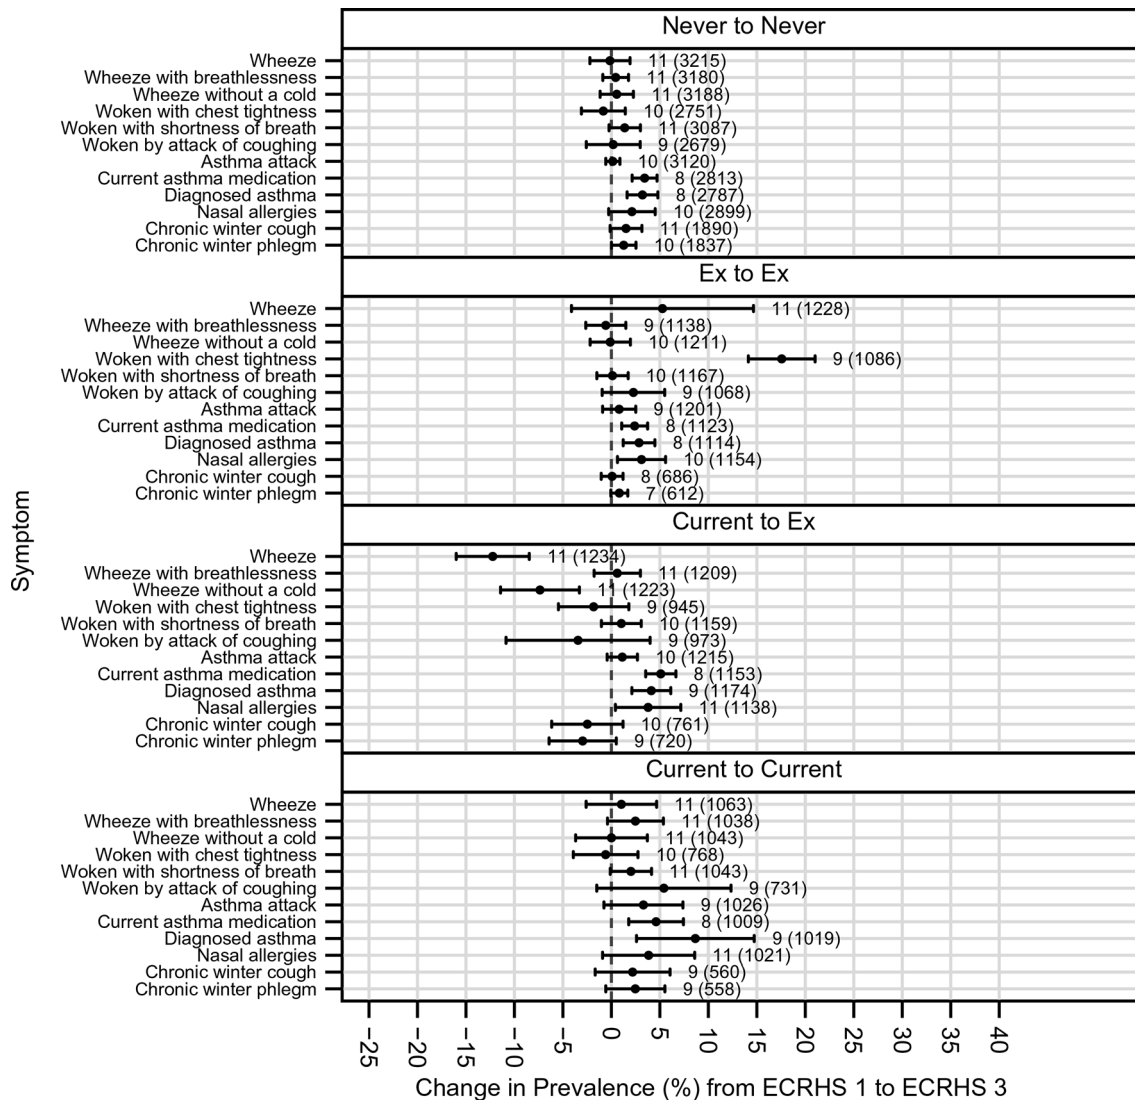 Never to Never
Wheeze 11 (3215)
Wheeze with breathlessness 11 (3180)
Wheeze without a cold 11 (3188)
Woken with chest tightness 10 (2751)
Woken with shortness of breath 11 (3087)
Woken by attack of coughing 9 (2679)
Asthma attack 10 (3120)
Current asthma medication 8 (2813)
Diagnosed asthma 8 (2787)
Nasal allergies 10 (2899)
Chronic winter cough 11 (1890)
Chronic winter phlegm 10 (1837)
Ex to Ex
Wheeze 11 (1228)
Wheeze with breathlessness 9 (1138)
Wheeze without a cold 10 (1211)
Woken with chest tightness 9 (1086)
Woken with shortness of breath 10 (1167)
Woken by attack of coughing 9 (1068)
Asthma attack 9 (1201)
Current asthma medication 8 (1123)
Diagnosed asthma 8 (1114)
Nasal allergies 10 (1154)
Chronic winter cough 8 (686)
Chronic winter phlegm 7 (612)
Symptom
Current to Ex
Wheeze 11 (1234)
Wheeze with breathlessness 11 (1209)
Wheeze without a cold 11 (1223)
Woken with chest tightness 9 (945)
Woken with shortness of breath 10 (1159)
Woken by attack of coughing 9 (973)
Asthma attack 10 (1215)
Current asthma medication 8 (1153)
Diagnosed asthma 9 (1174)
Nasal allergies 11 (1138)
Chronic winter cough 10 (761)
Chronic winter phlegm 9 (720)
Current to Current
Wheeze 11 (1063)
Wheeze with breathlessness 11 (1038)
Wheeze without a cold 11 (1043)
Woken with chest tightness 10 (768)
Woken with shortness of breath 11 (1043)
Woken by attack of coughing 9 (731)
Asthma attack 9 (1026)
Current asthma medication 8 (1009)
Diagnosed asthma 9 (1019)
Nasal allergies 11 (1021)
Chronic winter cough 9 (560)
Chronic winter phlegm 9 (558)
-25 -20 -15 -10 -5 0 5 10 15 20 25 30 35 40
Change in Prevalence (%) from ECRHS 1 to ECRHS 3